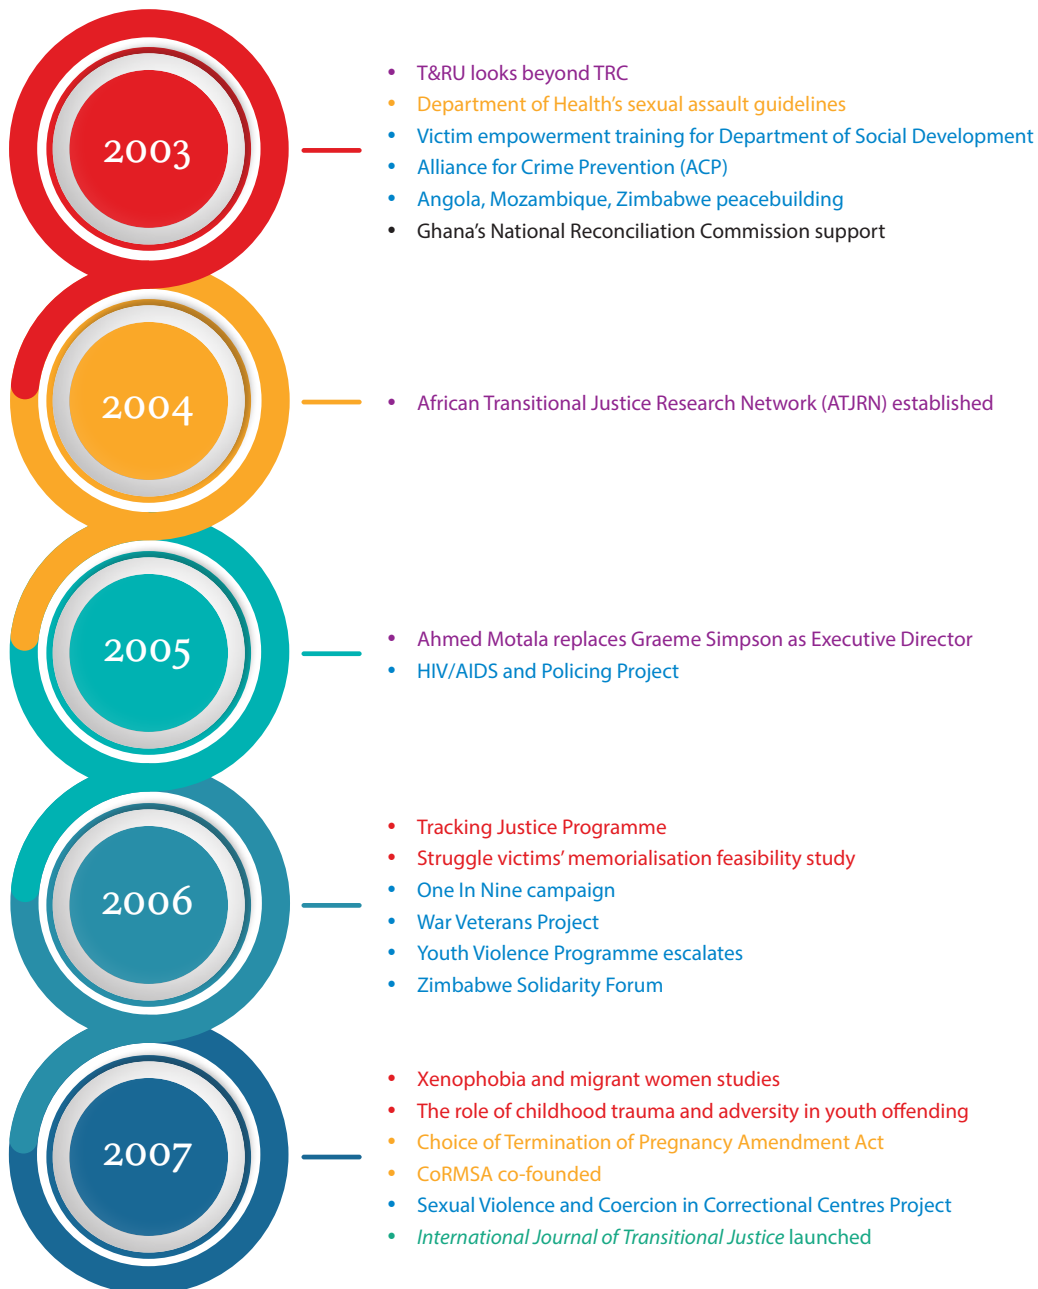 2003
• T&RU looks beyond TRC
• Department of Health’s sexual assault guidelines
• Victim empowerment training for Department of Social Development
• Alliance for Crime Prevention (ACP)
• Angola, Mozambique, Zimbabwe peacebuilding
• Ghana’s National Reconciliation Commission support
2004
• African Transitional Justice Research Network (ATJRN) established
2005
• Ahmed Motala replaces Graeme Simpson as Executive Director
• HIV/AIDS and Policing Project
2006
• Tracking Justice Programme
• Struggle victims’ memorialisation feasibility study
• One In Nine campaign
• War Veterans Project
• Youth Violence Programme escalates
• Zimbabwe Solidarity Forum
2007
• Xenophobia and migrant women studies
• The role of childhood trauma and adversity in youth offending
• Choice of Termination of Pregnancy Amendment Act
• CoRMSA co-founded
• Sexual Violence and Coercion in Correctional Centres Project
• International Journal of Transitional Justice launched